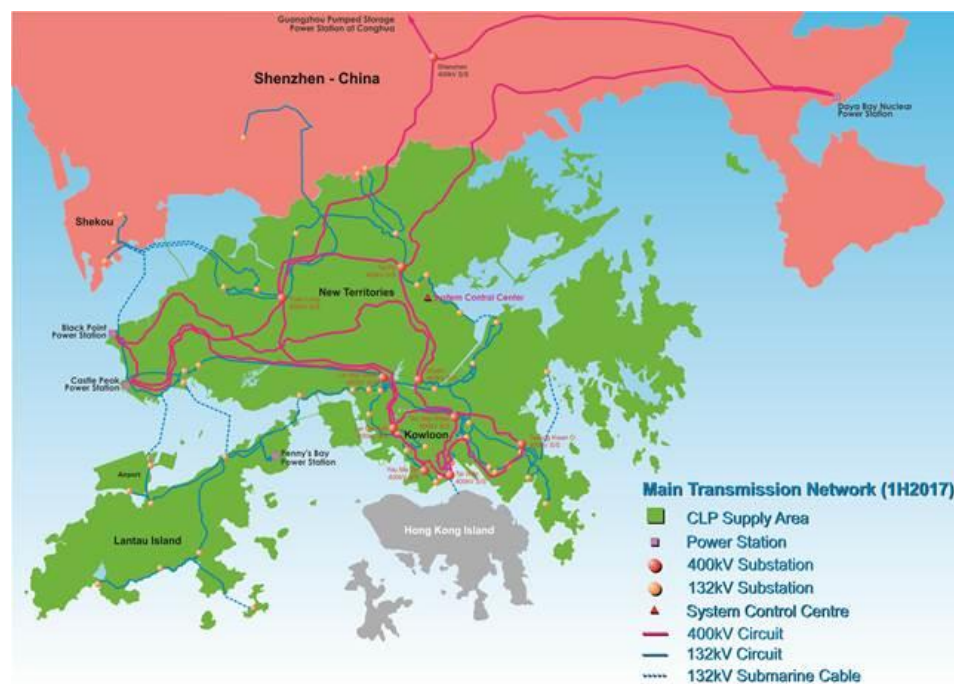 Guangzhou Pumped Storage
Power Station at Conghua
Shenzhen
400kV S/S
Shenzhen - China
Daya Bay Nuclear
Power Station
Shekou
New Territories
System Control Center
Black Point
Power Station
Castle Peak
Power Station
Kowloon
Penny's Bay
Power Station
Airport
Lantau Island
Hong Kong Island
Main Transmission Network (1H2017)
CLP Supply Area
Power Station
400kV Substation
132kV Substation
System Control Centre
400kV Circuit
132kV Circuit
132kV Submarine Cable